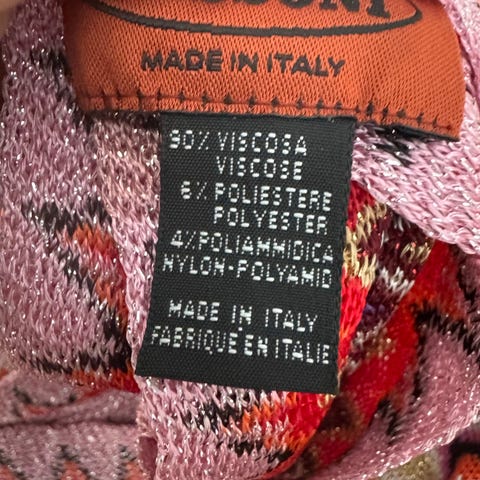 MADE IN ITALY
90% VISCOSA
VISCOSE
6% POLIESTERE
POLYESTER
4% POLIAMMIDICA
NYLON-POLYAMID
MADE IN ITALY
FABRIQUE EN ITALIE